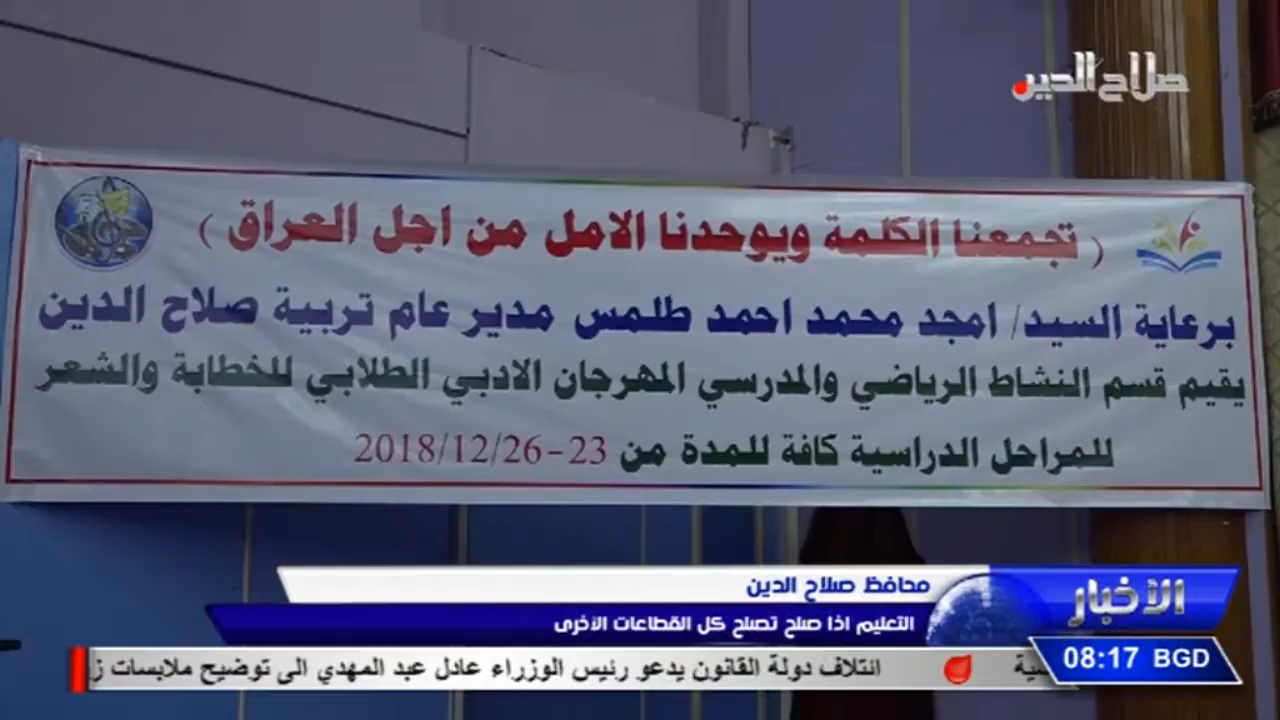 صلاح الدين
( تجمعنا الكلمة ويوحدنا الامل من اجل العراق )
برعاية السيد/ امجد محمد احمد طلمس مدير عام تربية صلاح الدين
يقيم قسم النشاط الرياضي والمدرسي المهرجان الادبي الطلابي للخطابة والشعر
للمراحل الدراسية كافة للمدة من 23-2018/12/26
محافظ صلاح الدين
الأخبار
التعليم اذا صلح تصلح كل القطاعات الأخرى
08:17 BGD
ائتلاف دولة القانون يدعو رئيس الوزراء عادل عبد المهدي الى توضيح ملابسات